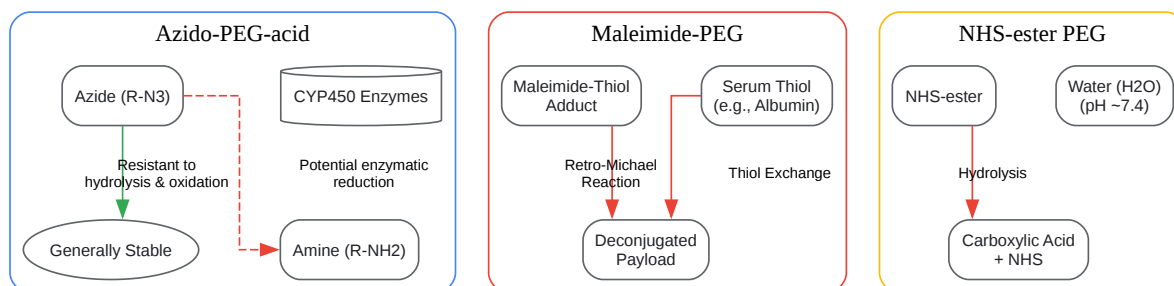 Azido-PEG-acid
Azide (R-N3)
CYP450 Enzymes
Resistant to
hydrolysis & oxidation
Potential enzymatic
reduction
Generally Stable
Amine (R-NH2)
Maleimide-PEG
Maleimide-Thiol
Adduct
Serum Thiol
(e.g., Albumin)
Retro-Michael
Reaction
Thiol Exchange
Deconjugated
Payload
NHS-ester PEG
NHS-ester
Water (H2O)
(pH ~7.4)
Hydrolysis
Carboxylic Acid
+ NHS